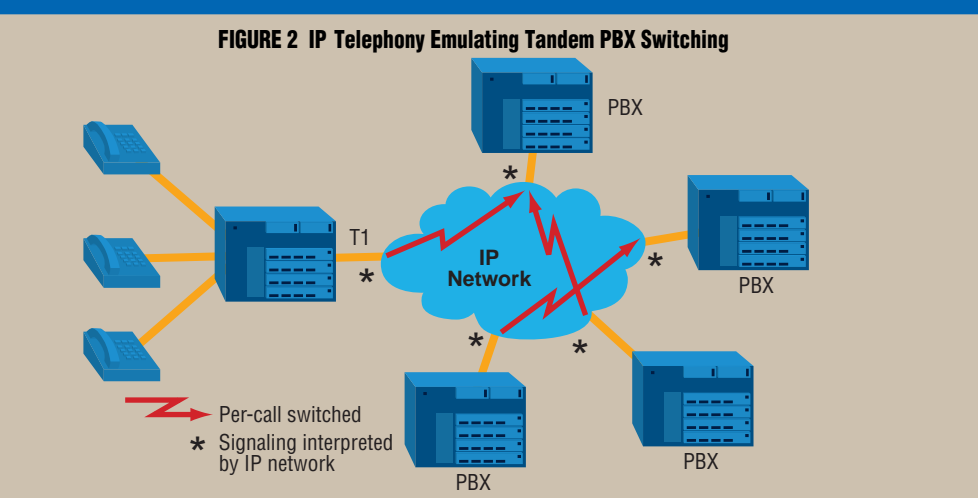 FIGURE 2 IP Telephony Emulating Tandem PBX Switching
PBX
T1
*
*
IP
Network
*
PBX
*
*
PBX
PBX
Per-call switched
* Signaling interpreted
by IP network